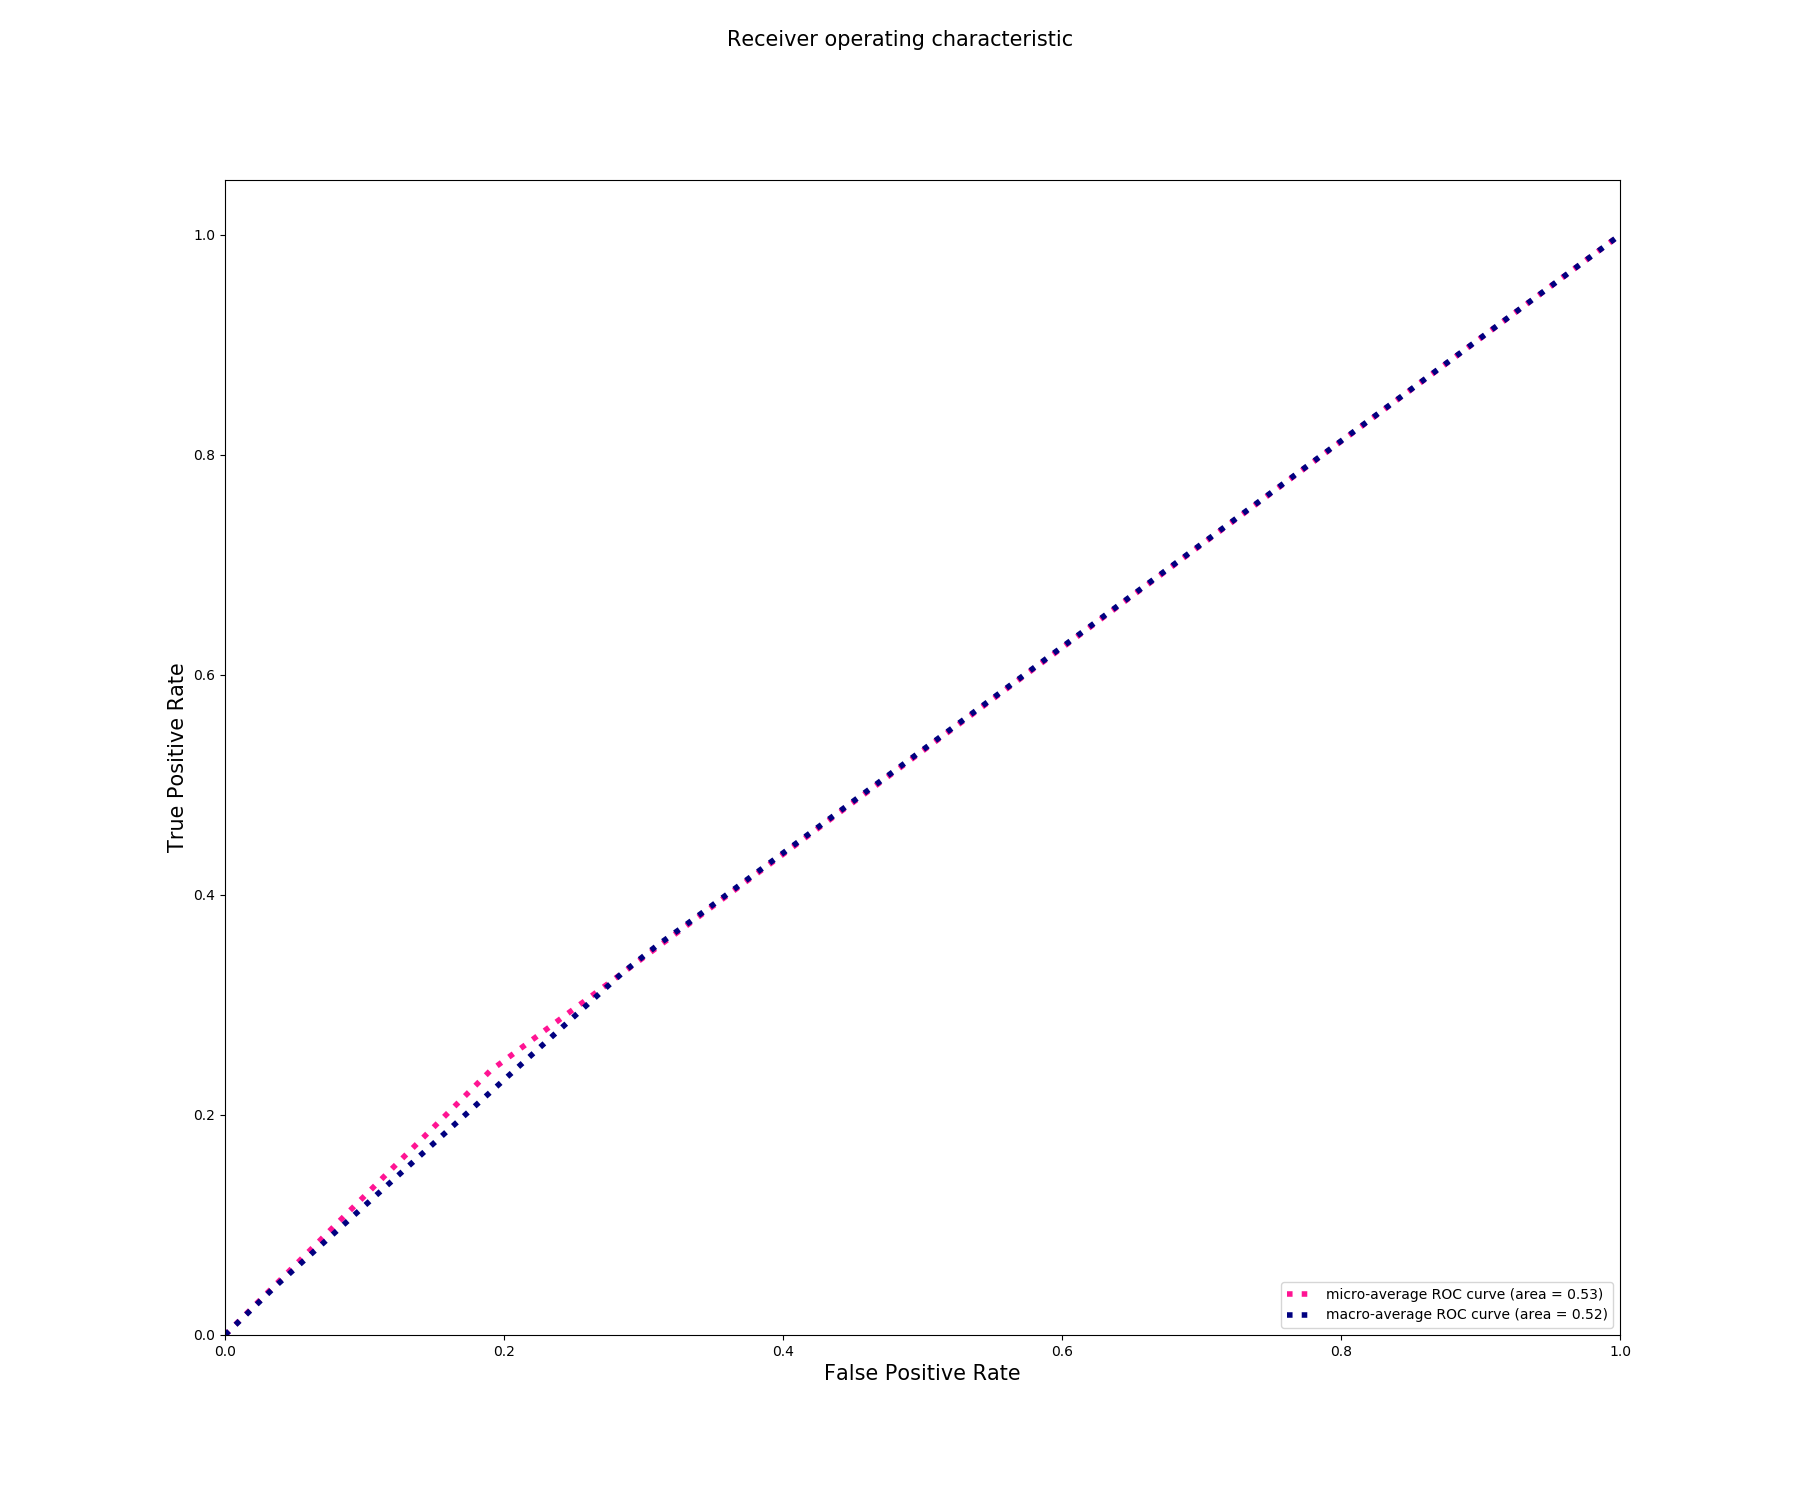 Receiver operating characteristic
1.0
0.8
0.6
0.4
0.2
0.0
True Positive Rate
0.0 0.2 0.4 0.6 0.8 1.0
False Positive Rate
micro-average ROC curve (area = 0.53)
macro-average ROC curve (area = 0.52)